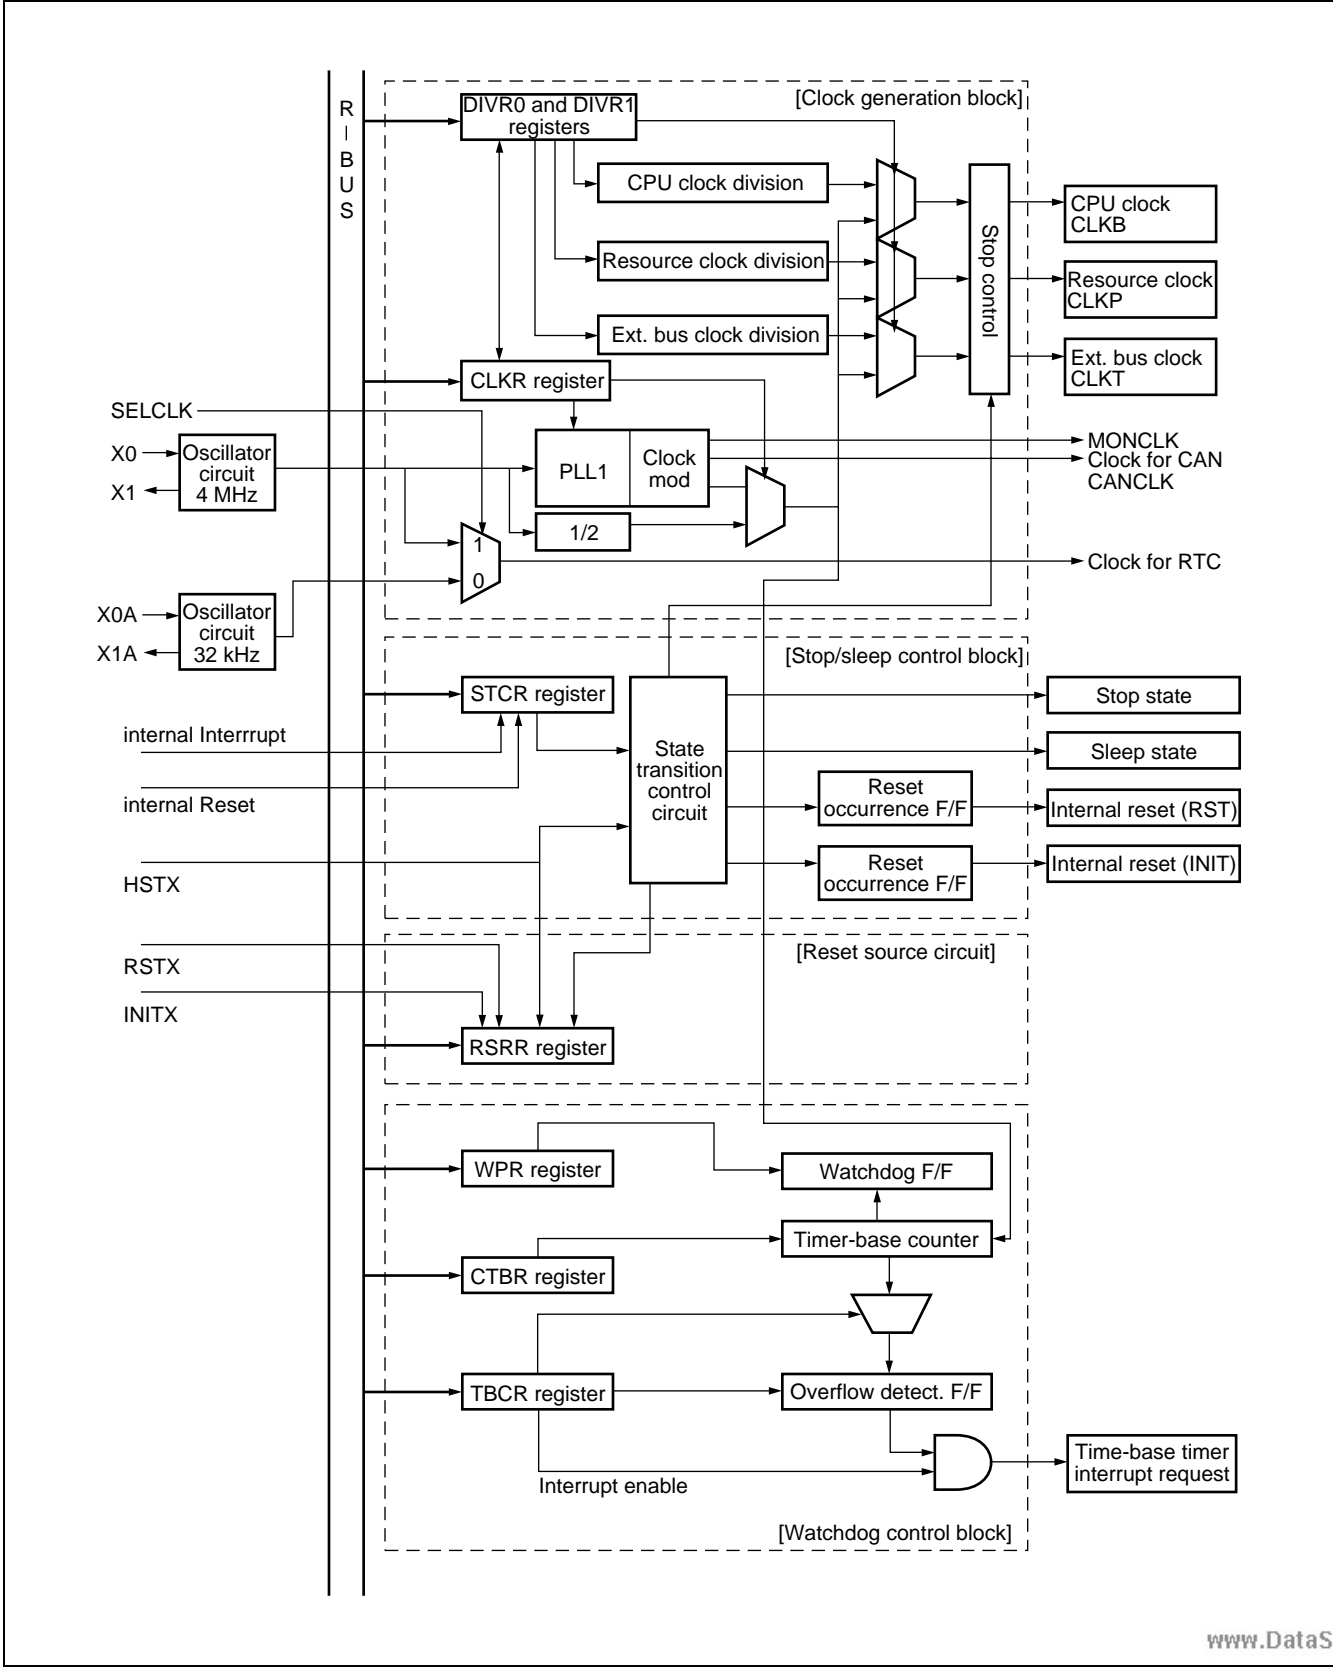 R
I
B
U
S
[Clock generation block]
DIVR0 and DIVR1
registers
CPU clock division
Resource clock division
Ext. bus clock division
Stop control
CPU clock
CLKB
Resource clock
CLKP
Ext. bus clock
CLKT
CLKR register
SELCLK
X0
X1
Oscillator
circuit
4 MHz
PLL1
Clock
mod
1/2
MONCLK
Clock for CAN
CANCLK
1
0
Clock for RTC
X0A
X1A
Oscillator
circuit
32 kHz
[Stop/sleep control block]
STCR register
State
transition
control
circuit
Stop state
Sleep state
internal Interrrupt
internal Reset
Reset
occurrence F/F
Internal reset (RST)
Reset
occurrence F/F
Internal reset (INIT)
HSTX
[Reset source circuit]
RSTX
INITX
RSRR register
WPR register
Watchdog F/F
Timer-base counter
CTBR register
TBCR register
Overflow detect. F/F
Interrupt enable
Time-base timer
interrupt request
[Watchdog control block]
www.DataS